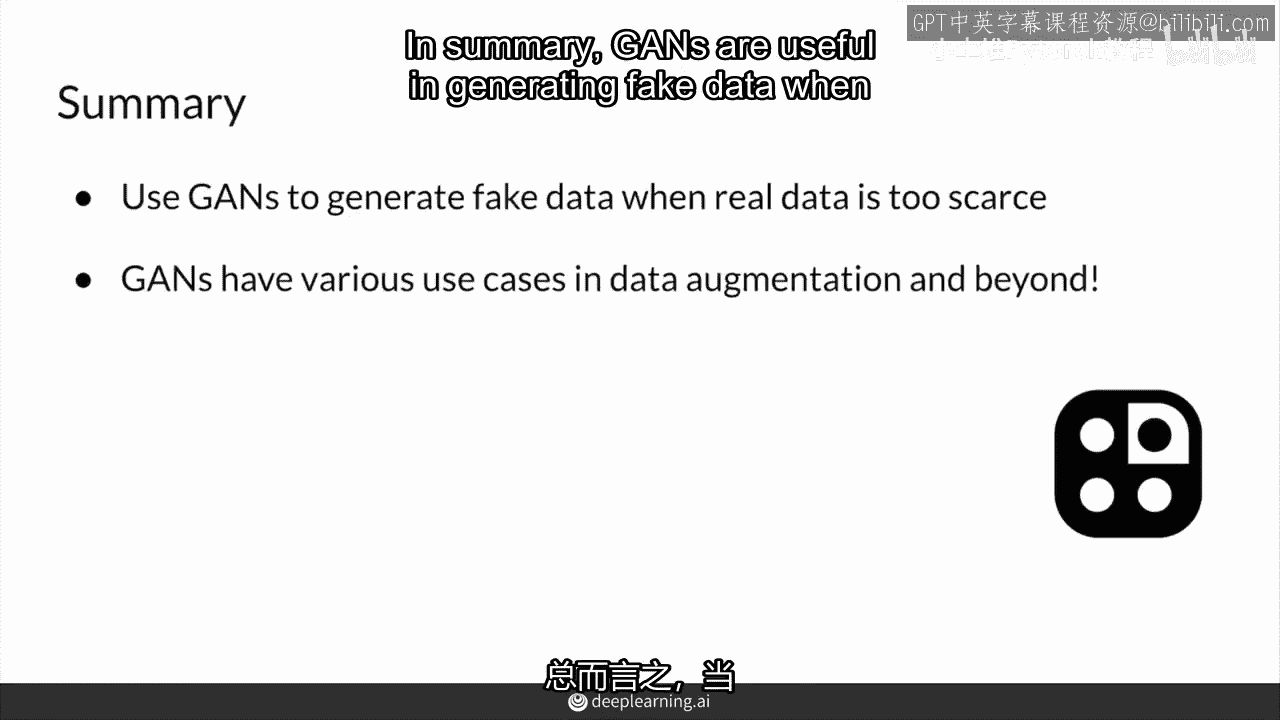 GPT中英字幕课程资源@bilibili.com
In summary, GANs are useful
in generating fake data when
Summary
● Use GANs to generate fake data when real data is too scarce
● GANs have various use cases in data augmentation and beyond!
总而言之，当
deeplearning.ai